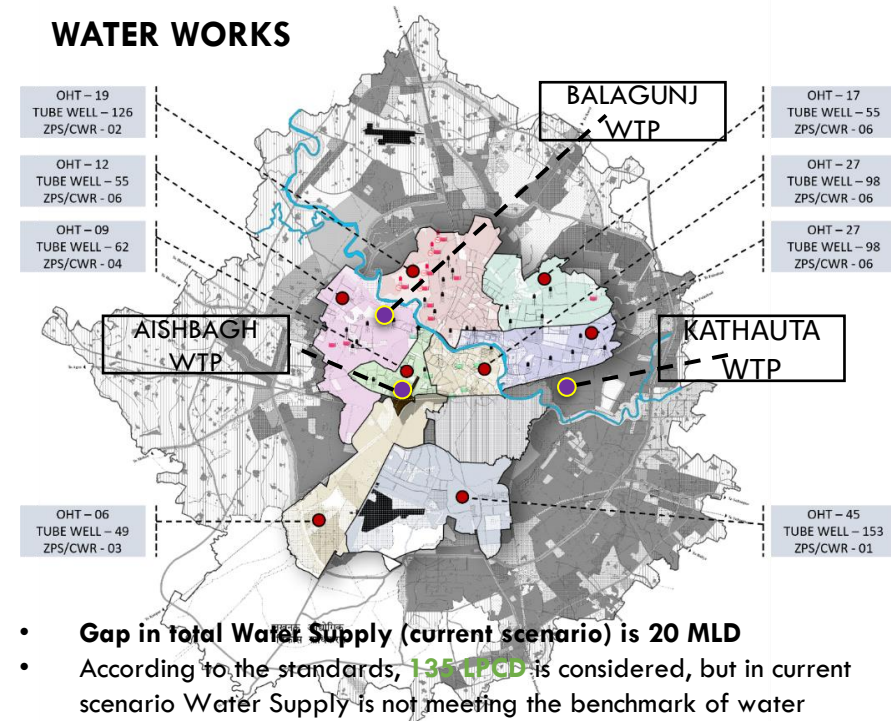 WATER WORKS
OHT – 19
TUBE WELL – 126
ZPS/CWR - 02
OHT – 12
TUBE WELL – 55
ZPS/CWR - 06
OHT – 09
TUBE WELL – 62
ZPS/CWR - 04
BALAGUNJ
WTP
OHT – 17
TUBE WELL – 55
ZPS/CWR - 06
OHT – 27
TUBE WELL – 98
ZPS/CWR - 06
OHT – 27
TUBE WELL – 98
ZPS/CWR - 06
AISHBAGH
WTP
KATHAUTA
WTP
OHT – 06
TUBE WELL – 49
ZPS/CWR - 03
OHT – 45
TUBE WELL – 153
ZPS/CWR - 01
• Gap in total Water Supply (current scenario) is 20 MLD
• According to the standards, 135 LPCD is considered, but in current
scenario Water Supply is not meeting the benchmark of water